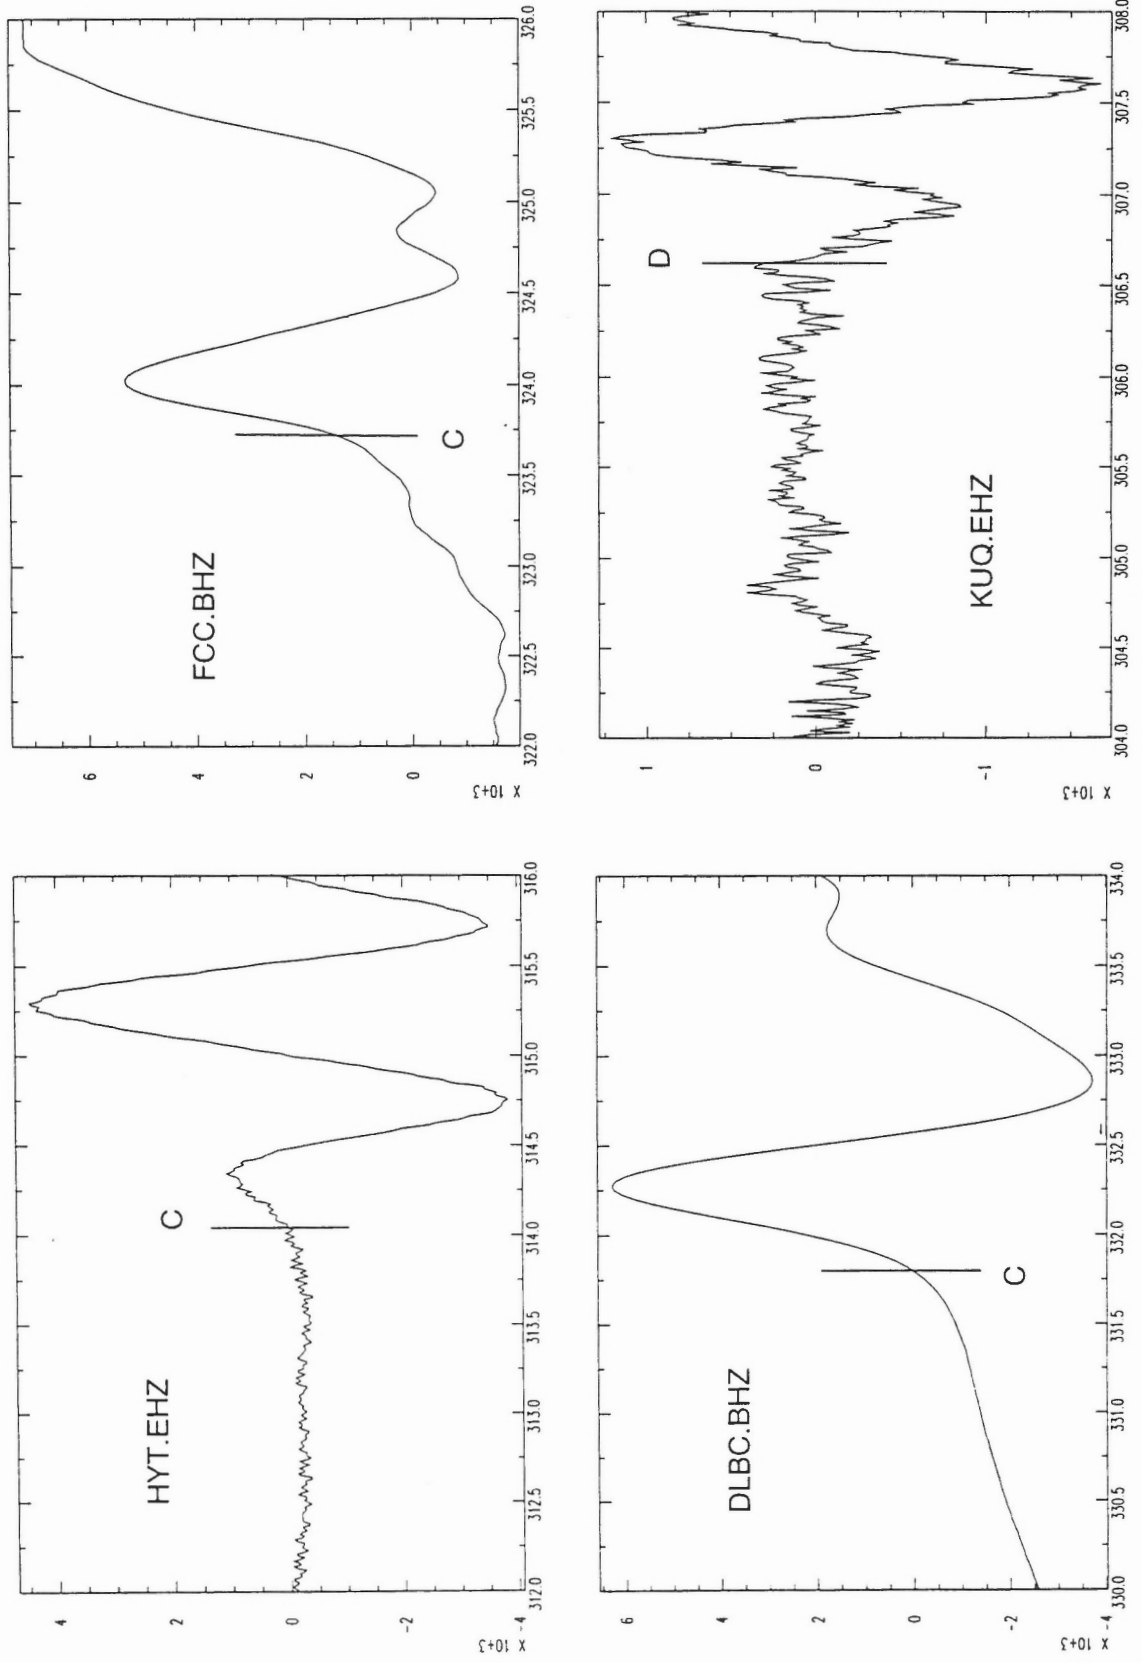 X 10+3
6
4
2
0
-2
-4
DLBC.BHZ
C
330.0 330.5 331.0 331.5 332.0 332.5 333.0 333.5 334.0
X 10+3
4
2
0
-2
-4
HYT.EHZ
C
312.0 312.5 313.0 313.5 314.0 314.5 315.0 315.5 316.0
X 10+3
1
0
-1
D
KUQ.EHZ
304.0 304.5 305.0 305.5 306.0 306.5 307.0 307.5 308.0
X 10+3
6
4
2
0
FCC.BHZ
C
322.0 322.5 323.0 323.5 324.0 324.5 325.0 325.5 326.0